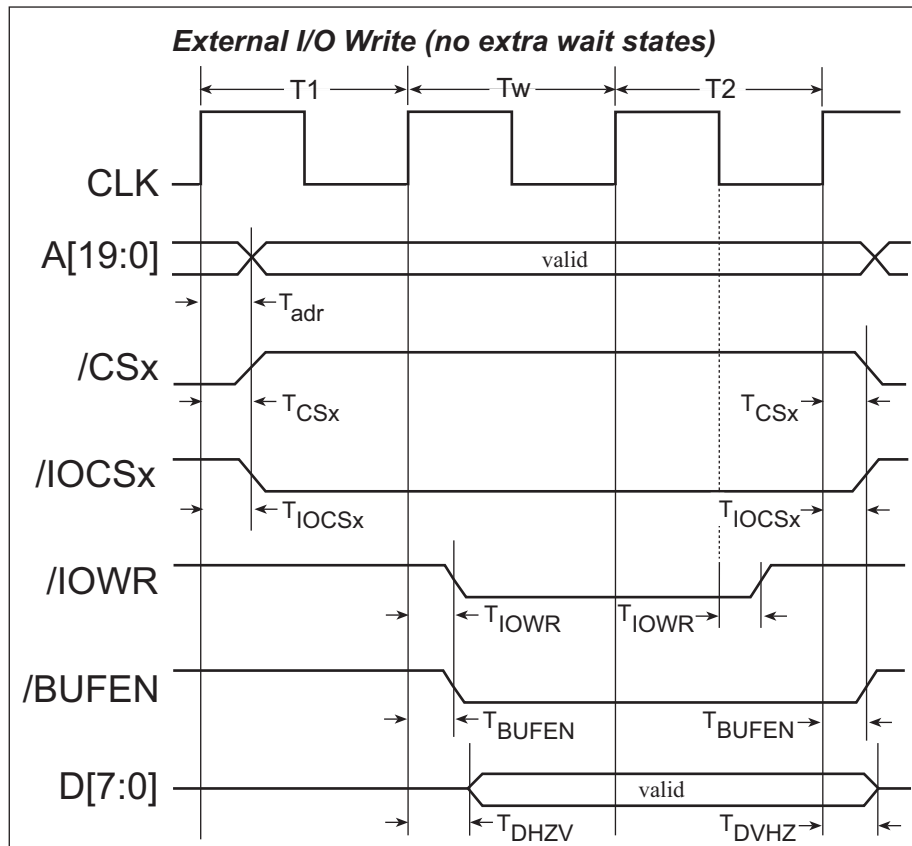 External I/O Write (no extra wait states)
T1 Tw T2
CLK
A[19:0] valid
Tadr
/CSx
TCSx TCSx
/IOCSx
TIOCSx TIOCSx
/IOWR
TIOWR TIOWR
/BUFEN
TBUFEN TBUFEN
D[7:0] valid
TDHZV TDVHZ